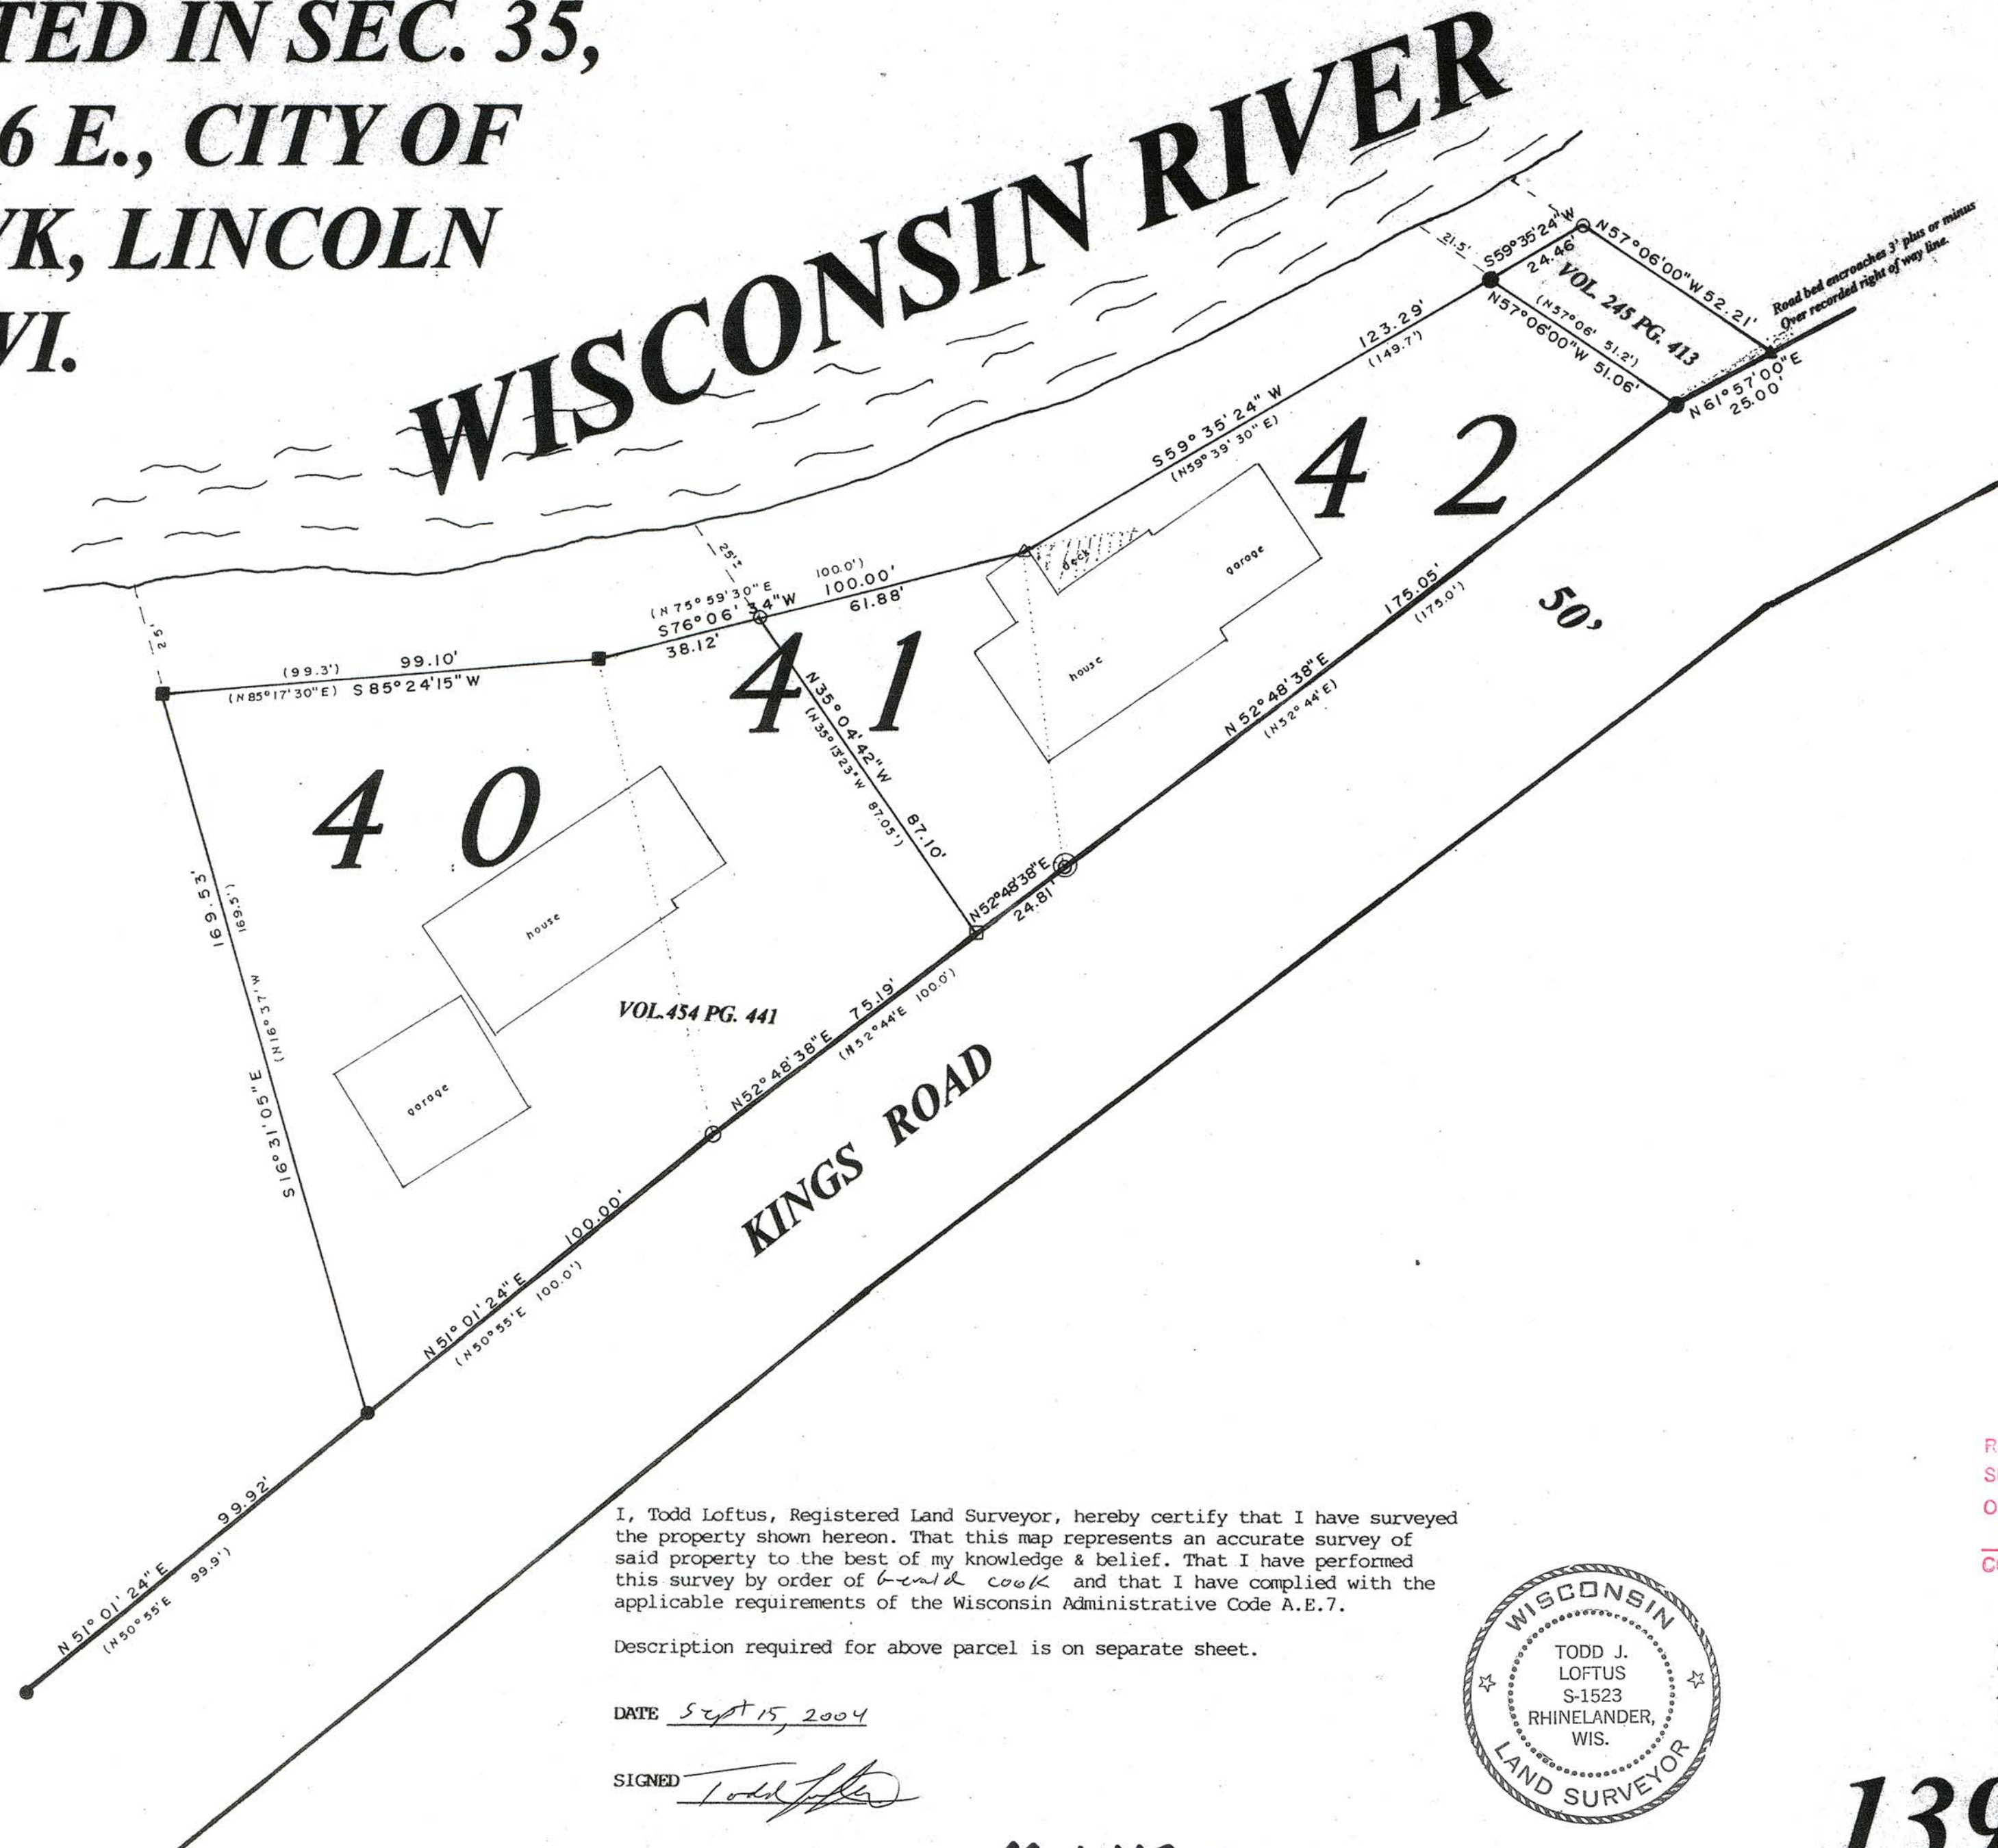 TED IN SEC. 35,
6 E., CITY OF
K, LINCOLN
WI.
WISCONSIN RIVER
S59°35'24"W
24.46'
N57°06'00"W 52.21'
VOL. 245 PG. 413
(N57°06' 51.2')
N57°06'00"W 51.06'
Road bed encroaches 3' plus or minus
Over recorded right of way line.
N61°57'00"E
25.00'
21.5'
123.29'
(149.7')
S59°35'24" W
(N59°39'30" E)
42
deck
garage
house
175.05'
(175.0')
N 52°48'38"E
(N52°44'E)
50'
25'±
100.0')
100.00'
61.88'
(N75°59'30"E
S76°06'34"W
38.12'
41
N35°04'42"W
(N35°13'23"W 87.05')
87.10'
N52°48'38"E
24.81'
25'
(99.3') 99.10'
(N85°17'30"E) S 85°24'15"W
40
house
garage
169.53'
169.5')
(N16°37'W
S16°31'05"E
VOL.454 PG. 441
N52°48'38"E 75.19'
(N52°44'E 100.0')
KINGS ROAD
N51°01'24"E 100.00'
(N50°55'E 100.0')
99.92'
N51°01'24"E
(N50°55'E 99.9')
I, Todd Loftus, Registered Land Surveyor, hereby certify that I have surveyed
the property shown hereon. That this map represents an accurate survey of
said property to the best of my knowledge & belief. That I have performed
this survey by order of Gerald Cook and that I have complied with the
applicable requirements of the Wisconsin Administrative Code A.E.7.
Description required for above parcel is on separate sheet.
DATE Sept 15, 2004
SIGNED Todd Loftus
WISCONSIN
TODD J.
LOFTUS
S-1523
RHINELANDER,
WIS.
LAND SURVEYOR
R
S
O
C
139